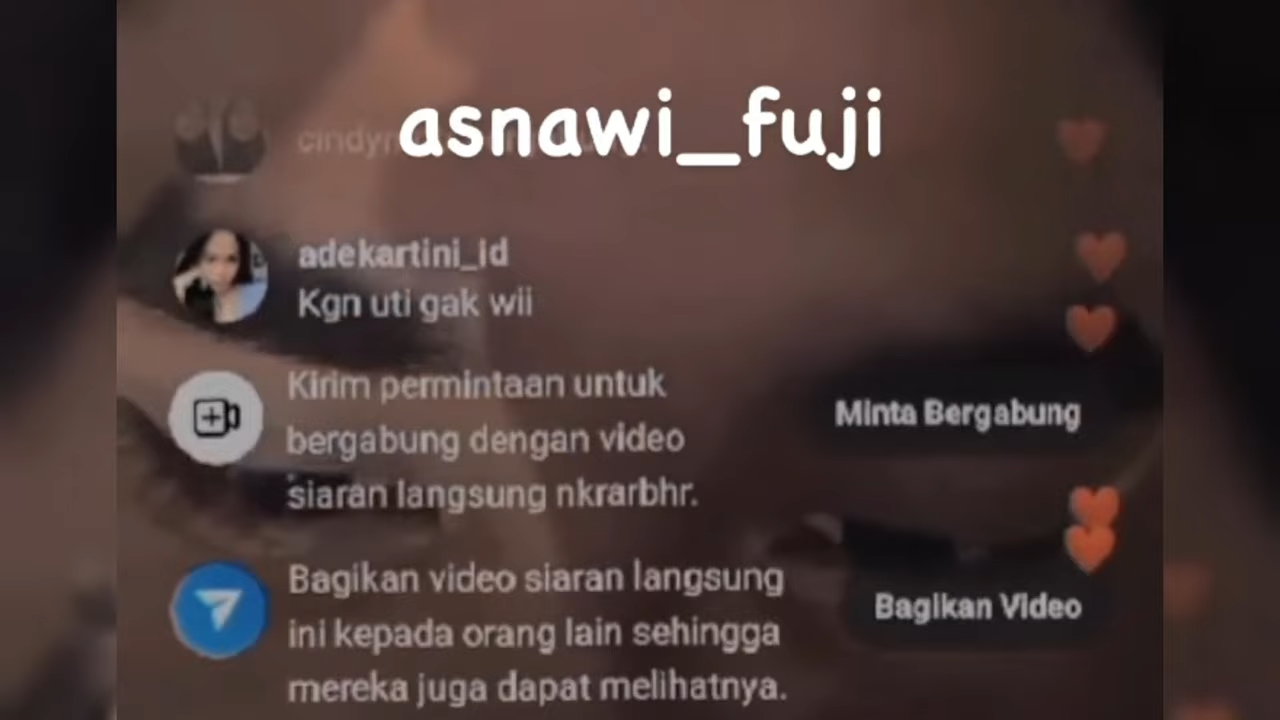 asnawi_fuji
adekartini_id
Kgn uti gak wii
Kirim permintaan untuk
bergabung dengan video
siaran langsung nkrarbhr.
Minta Bergabung
Bagikan video siaran langsung
ini kepada orang lain sehingga
mereka juga dapat melihatnya.
Bagikan Video